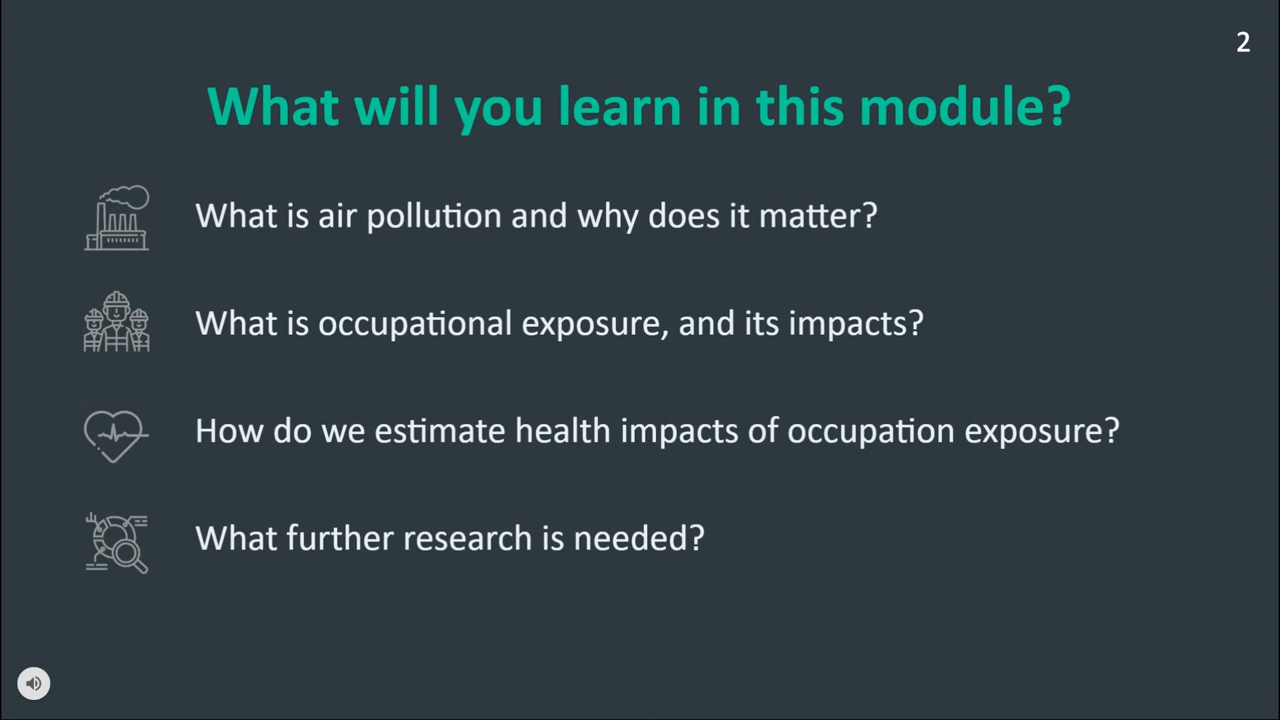 2
What will you learn in this module?
What is air pollution and why does it matter?
What is occupational exposure, and its impacts?
How do we estimate health impacts of occupation exposure?
What further research is needed?